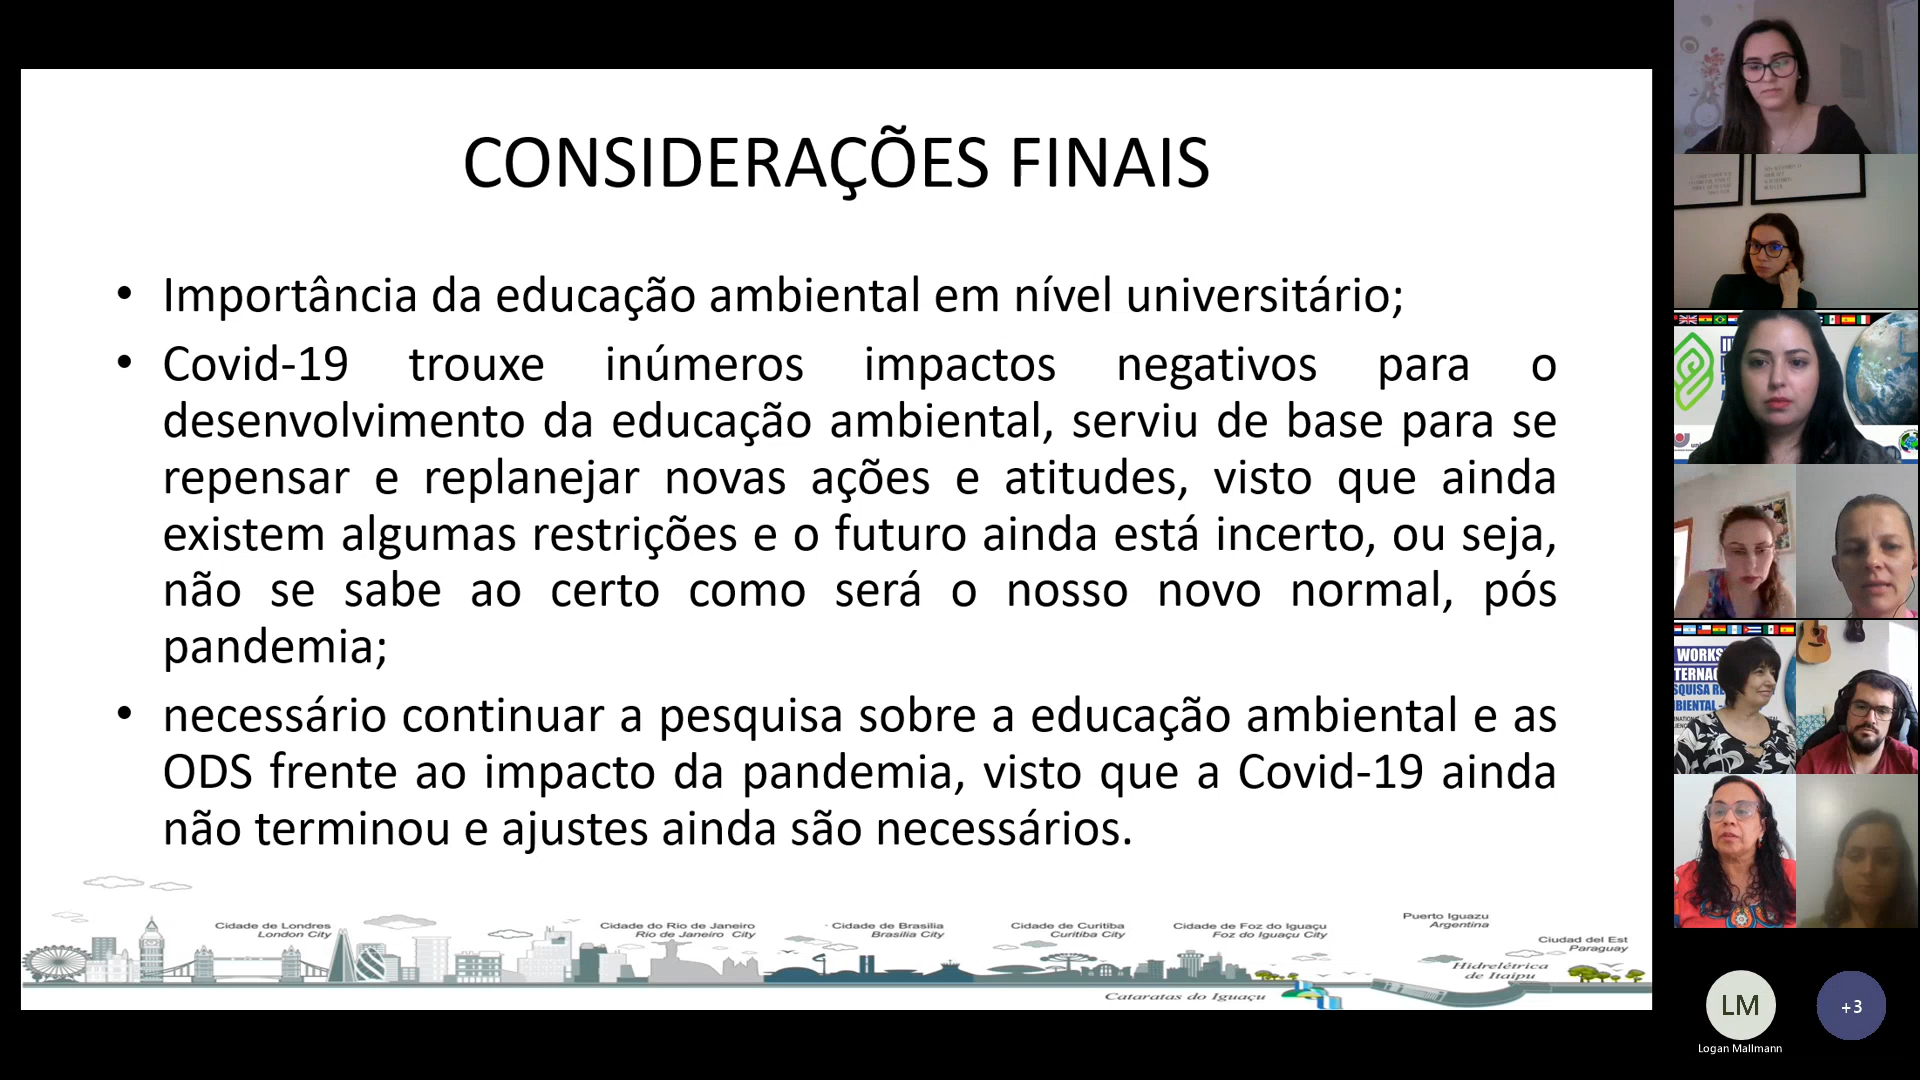 CONSIDERAÇÕES FINAIS
• Importância da educação ambiental em nível universitário;
• Covid-19 trouxe inúmeros impactos negativos para o
desenvolvimento da educação ambiental, serviu de base para se
repensar e replanejar novas ações e atitudes, visto que ainda
existem algumas restrições e o futuro ainda está incerto, ou seja,
não se sabe ao certo como será o nosso novo normal, pós
pandemia;
• necessário continuar a pesquisa sobre a educação ambiental e as
ODS frente ao impacto da pandemia, visto que a Covid-19 ainda
não terminou e ajustes ainda são necessários.
Cidade de Londres
London City
Cidade do Rio de Janeiro
Rio de Janeiro City
Cidade de Brasília
Brasília City
Cidade de Curitiba
Curitiba City
Cidade de Foz do Iguaçu
Foz do Iguaçu City
Puerto Iguazu
Argentina
Ciudad del Est
Paraguay
Hidrelétrica
de Itaipu
Cataratas do Iguaçu
WORKS
TERNAC
SQUISA RE
BIENTAL -
LM
Logan Mallmann
+3